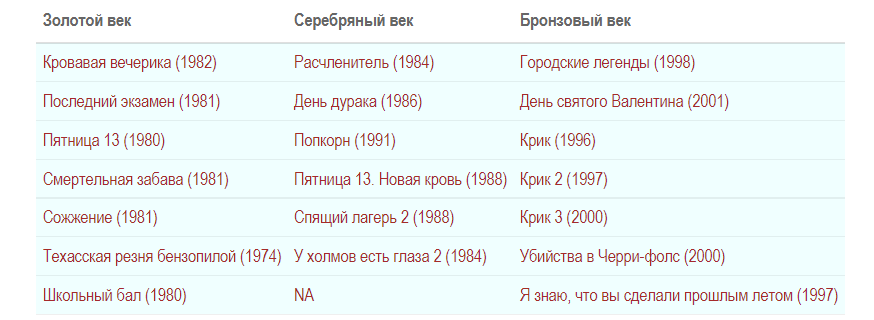 Золотой век Серебряный век Бронзовый век
Кровавая вечерика (1982) Расчленитель (1984) Городские легенды (1998)
Последний экзамен (1981) День дурака (1986) День святого Валентина (2001)
Пятница 13 (1980) Попкорн (1991) Крик (1996)
Смертельная забава (1981) Пятница 13. Новая кровь (1988) Крик 2 (1997)
Сожжение (1981) Спящий лагерь 2 (1988) Крик 3 (2000)
Техасская резня бензопилой (1974) У холмов есть глаза 2 (1984) Убийства в Черри-фолс (2000)
Школьный бал (1980) NA Я знаю, что вы сделали прошлым летом (1997)